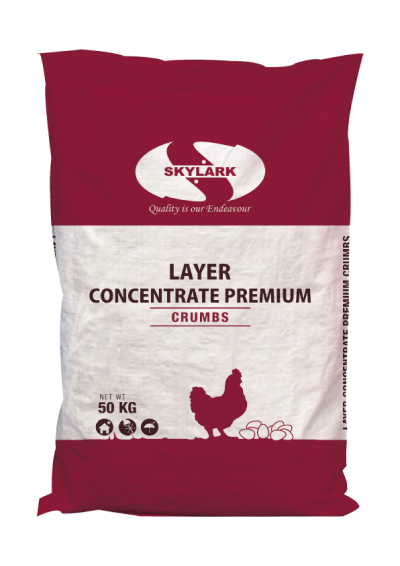 SKYLARK
Quality is our Endeavour
LAYER
CONCENTRATE PREMIUM
CRUMBS
NET WT.
50 KG
LAYER CONCENTRATE PREMIUM CRUMBS